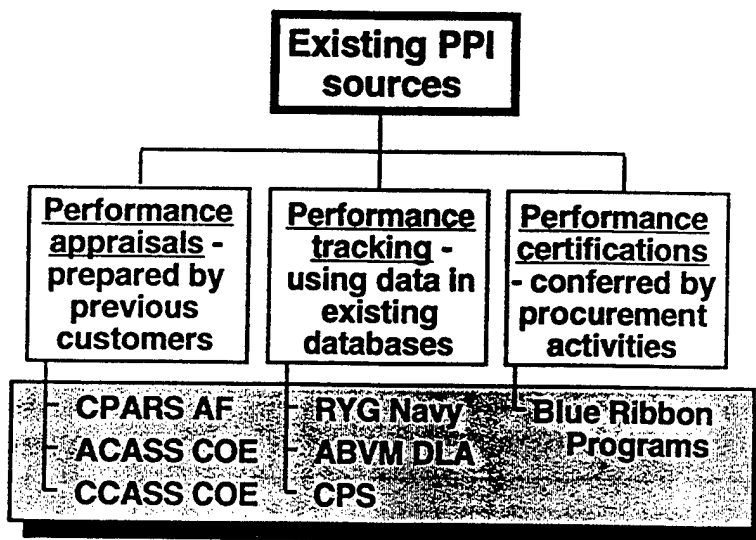 Existing PPI
sources
Performance
appraisals -
prepared by
previous
customers
Performance
tracking -
using data in
existing
databases
Performance
certifications
- conferred by
procurement
activities
CPARS AF
ACASS COE
CCASS COE
RYG Navy
ABVM DLA
CPS
Blue Ribbon
Programs